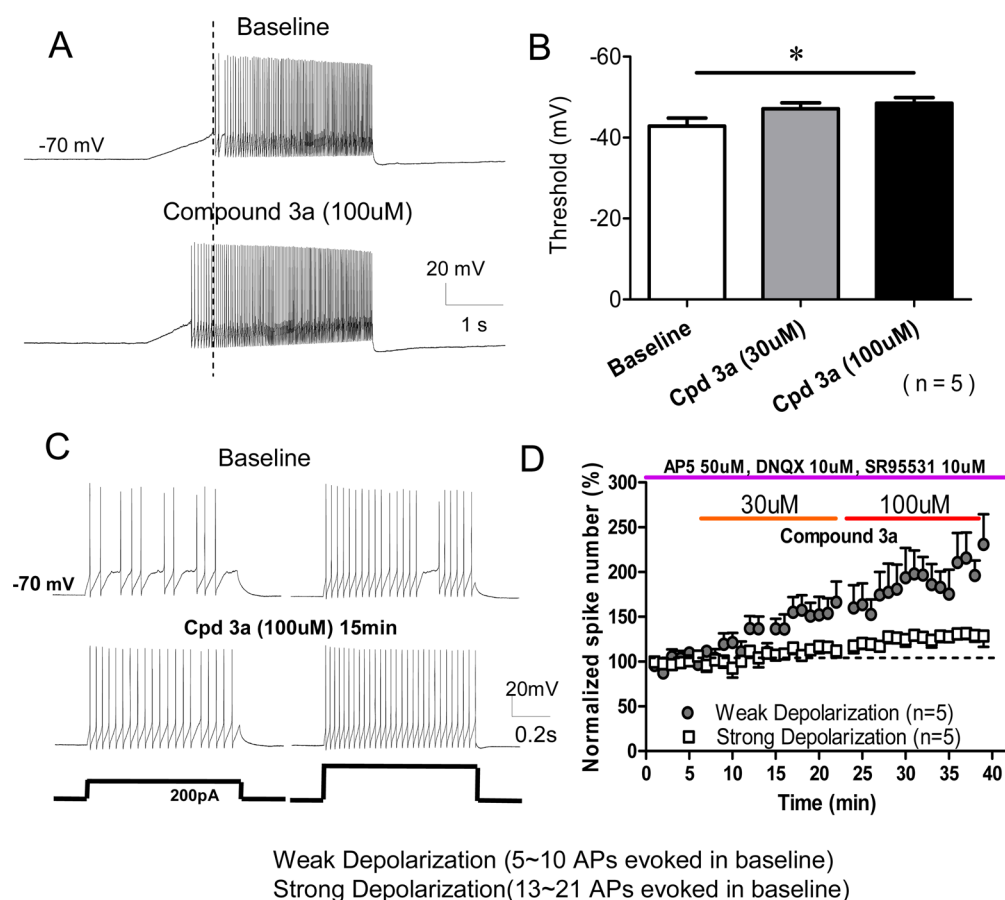 A
Baseline
-70 mV
Compound 3a (100uM)
20 mV
1 s
B
*
-60
-40
-20
0
Threshold (mV)
Baseline
Cpd 3a (30uM)
Cpd 3a (100uM)
( n = 5 )
C
Baseline
-70 mV
Cpd 3a (100uM) 15min
20mV
0.2s
200pA
D
AP5 50uM, DNQX 10uM, SR95531 10uM
30uM
100uM
Compound 3a
300
250
200
150
100
50
0
Normalized spike number (%)
Weak Depolarization (n=5)
Strong Depolarization (n=5)
0 5 10 15 20 25 30 35 40
Time (min)
Weak Depolarization (5~10 APs evoked in baseline)
Strong Depolarization(13~21 APs evoked in baseline)